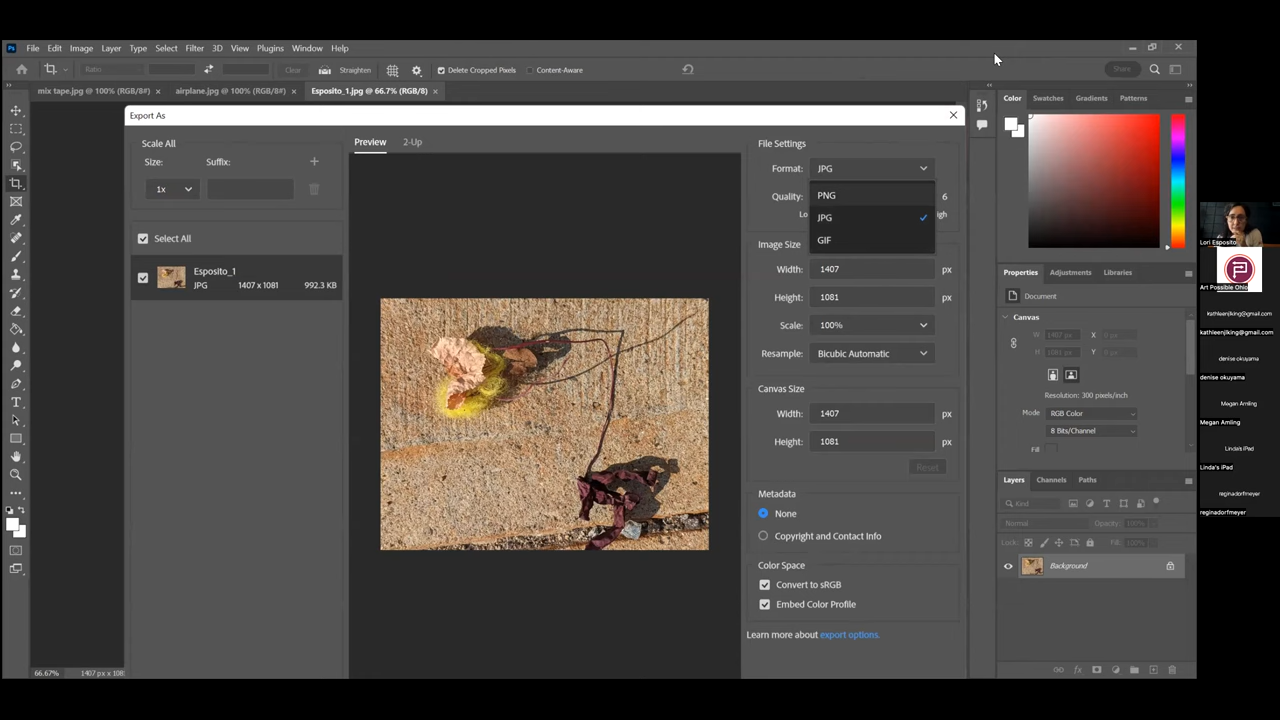 Ps File Edit Image Layer Type Select Filter 3D View Plugins Window Help
Ratio Clear Straighten Delete Cropped Pixels Content-Aware Share
mix tape.jpg @ 100% (RGB/8#) × airplane.jpg @ 100% (RGB/8#) × Esposito_1.jpg @ 66.7% (RGB/8) ×
Export As
Scale All
Size: Suffix:
1x
Select All
Esposito_1
JPG 1407 x 1081 992.3 KB
Preview 2-Up
File Settings
Format: JPG
Quality: 6
Lo igh
PNG
JPG
GIF
Image Size
Width: 1407 px
Height: 1081 px
Scale: 100%
Resample: Bicubic Automatic
Canvas Size
Width: 1407 px
Height: 1081 px
Reset
Metadata
None
Copyright and Contact Info
Color Space
Convert to sRGB
Embed Color Profile
Learn more about export options.
Color Swatches Gradients Patterns
Properties Adjustments Libraries
Document
Canvas
W 1407 px X 0 px
H 1081 px Y 0 px
Resolution: 300 pixels/inch
Mode RGB Color
8 Bits/Channel
Fill
Layers Channels Paths
Kind
Normal Opacity: 100%
Lock: Fill: 100%
Background
66.67% 1407 px x 1081
Lori Esposito
Art Possible Ohio
kathleenjlking@gmail.com
kathleenjlking@gmail.com
denise okuyama
denise okuyama
Megan Amling
Megan Amling
Linda's iPad
Linda's iPad
reginadorfmeyer
reginadorfmeyer